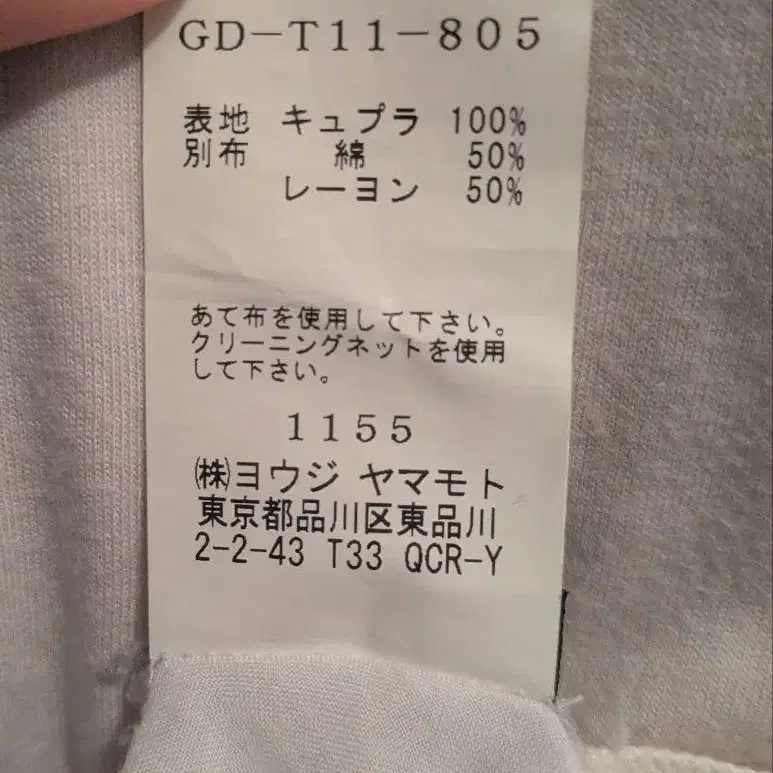 GD-T11-805
表地 キュプラ 100%
別布 綿 50%
レーヨン 50%
あて布を使用して下さい。
クリーニングネットを使用
して下さい。
1155
㈱ヨウジ ヤマモト
東京都品川区東品川
2-2-43 T33 QCR-Y